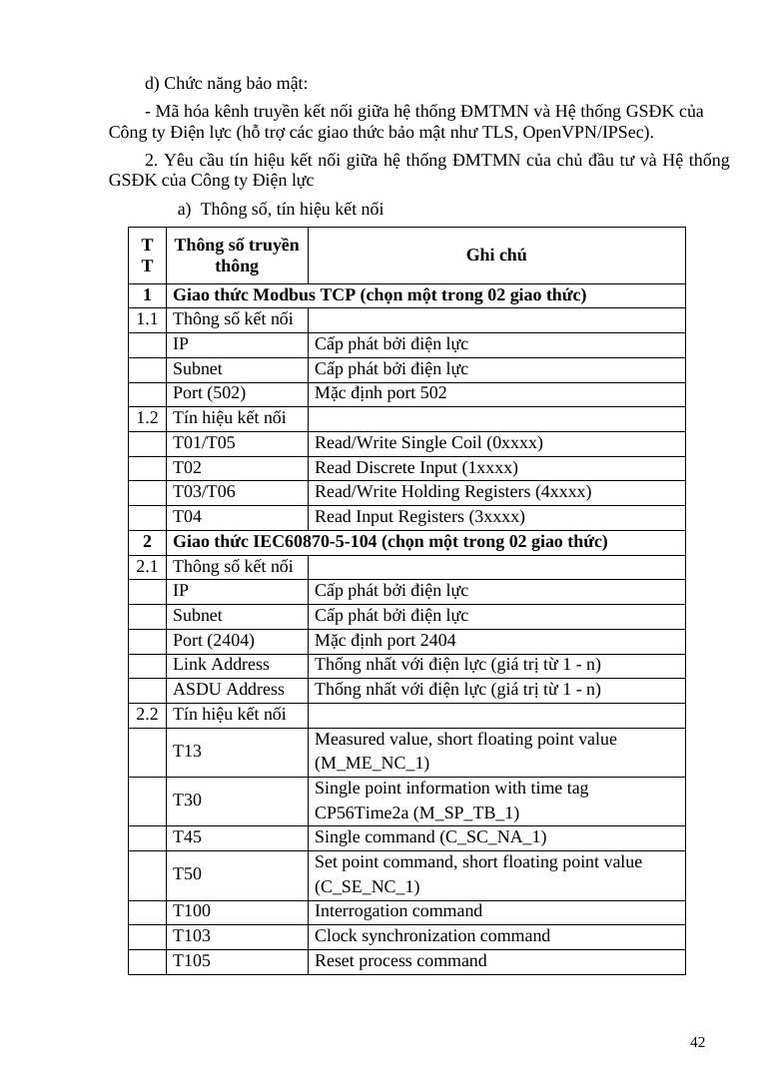 d) Chức năng bảo mật:
- Mã hóa kênh truyền kết nối giữa hệ thống ĐMTMN và Hệ thống GSĐK của
Công ty Điện lực (hỗ trợ các giao thức bảo mật như TLS, OpenVPN/IPSec).
2. Yêu cầu tín hiệu kết nối giữa hệ thống ĐMTMN của chủ đầu tư và Hệ thống
GSĐK của Công ty Điện lực
a) Thông số, tín hiệu kết nối
T
T
Thông số truyền
thông
Ghi chú
1 Giao thức Modbus TCP (chọn một trong 02 giao thức)
1.1 Thông số kết nối
IP Cấp phát bởi điện lực
Subnet Cấp phát bởi điện lực
Port (502) Mặc định port 502
1.2 Tín hiệu kết nối
T01/T05 Read/Write Single Coil (0xxxx)
T02 Read Discrete Input (1xxxx)
T03/T06 Read/Write Holding Registers (4xxxx)
T04 Read Input Registers (3xxxx)
2 Giao thức IEC60870-5-104 (chọn một trong 02 giao thức)
2.1 Thông số kết nối
IP Cấp phát bởi điện lực
Subnet Cấp phát bởi điện lực
Port (2404) Mặc định port 2404
Link Address Thống nhất với điện lực (giá trị từ 1 - n)
ASDU Address Thống nhất với điện lực (giá trị từ 1 - n)
2.2 Tín hiệu kết nối
T13 Measured value, short floating point value
(M_ME_NC_1)
T30 Single point information with time tag
CP56Time2a (M_SP_TB_1)
T45 Single command (C_SC_NA_1)
T50 Set point command, short floating point value
(C_SE_NC_1)
T100 Interrogation command
T103 Clock synchronization command
T105 Reset process command
42